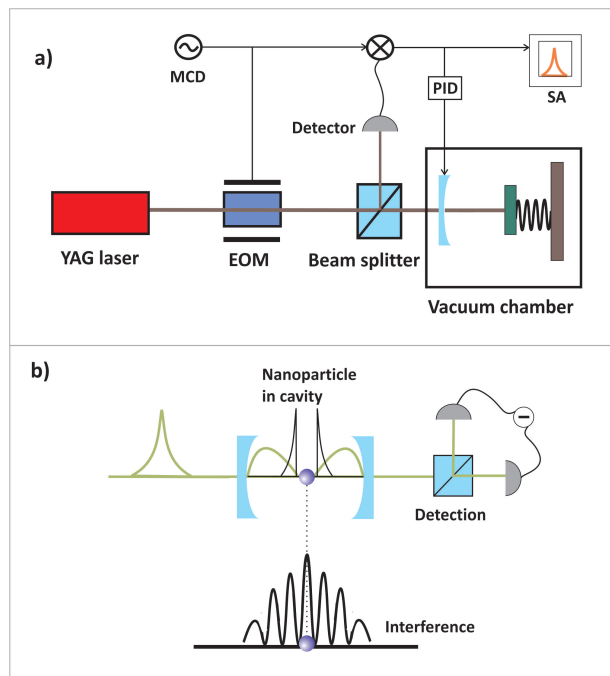 a)
MCD
PID
SA
Detector
YAG laser
EOM
Beam splitter
Vacuum chamber
b)
Nanoparticle
in cavity
Detection
Interference